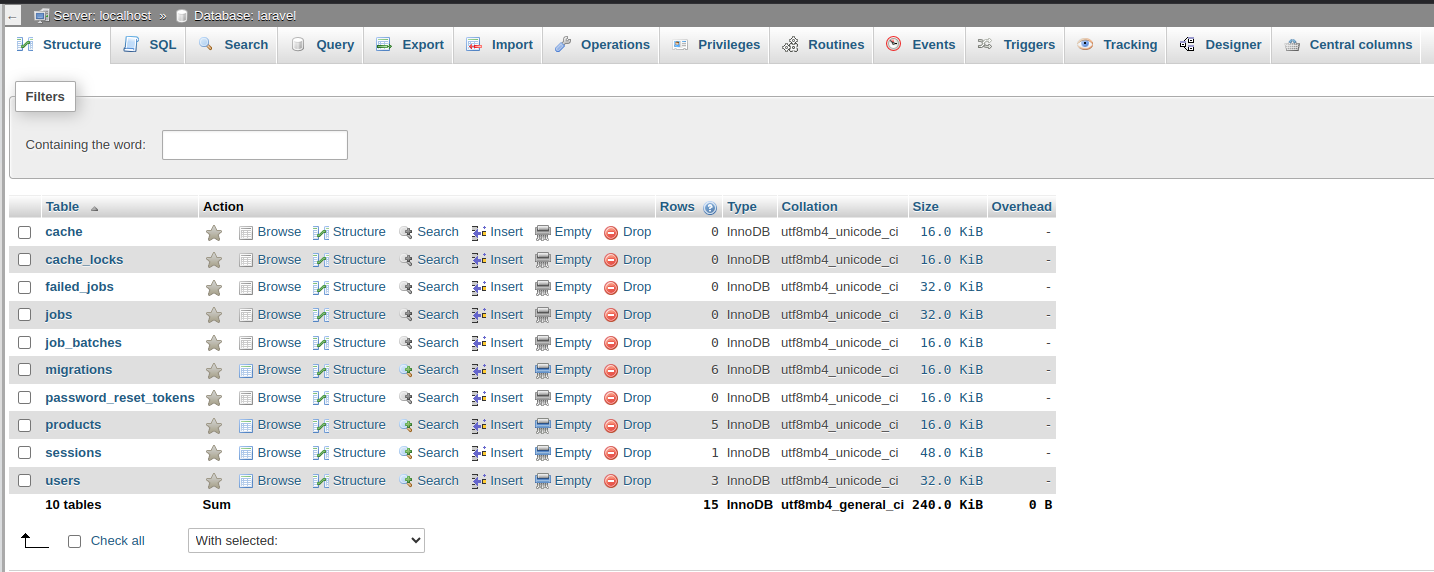 Server: localhost » Database: laravel
Structure SQL Search Query Export Import Operations Privileges Routines Events Triggers Tracking Designer Central columns
Filters
Containing the word:
Table Action Rows Type Collation Size Overhead
cache Browse Structure Search Insert Empty Drop 0 InnoDB utf8mb4_unicode_ci 16.0 KiB -
cache_locks Browse Structure Search Insert Empty Drop 0 InnoDB utf8mb4_unicode_ci 16.0 KiB -
failed_jobs Browse Structure Search Insert Empty Drop 0 InnoDB utf8mb4_unicode_ci 32.0 KiB -
jobs Browse Structure Search Insert Empty Drop 0 InnoDB utf8mb4_unicode_ci 32.0 KiB -
job_batches Browse Structure Search Insert Empty Drop 0 InnoDB utf8mb4_unicode_ci 16.0 KiB -
migrations Browse Structure Search Insert Empty Drop 6 InnoDB utf8mb4_unicode_ci 16.0 KiB -
password_reset_tokens Browse Structure Search Insert Empty Drop 0 InnoDB utf8mb4_unicode_ci 16.0 KiB -
products Browse Structure Search Insert Empty Drop 5 InnoDB utf8mb4_unicode_ci 16.0 KiB -
sessions Browse Structure Search Insert Empty Drop 1 InnoDB utf8mb4_unicode_ci 48.0 KiB -
users Browse Structure Search Insert Empty Drop 3 InnoDB utf8mb4_unicode_ci 32.0 KiB -
10 tables Sum 15 InnoDB utf8mb4_general_ci 240.0 KiB 0 B
Check all With selected: